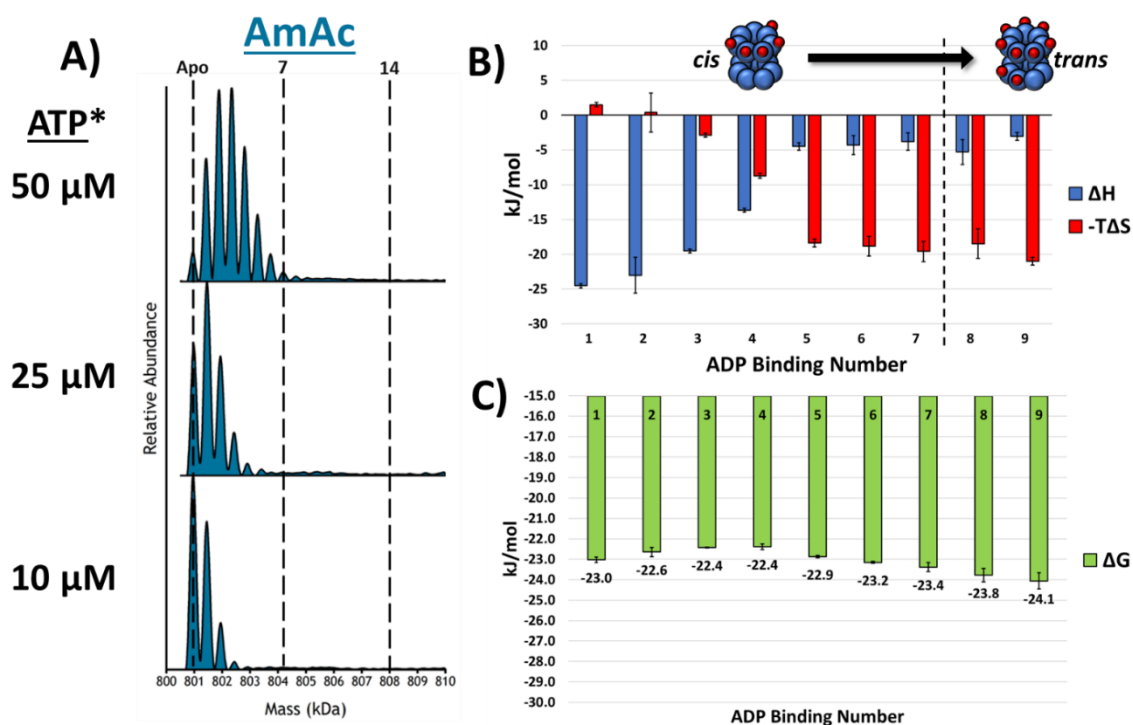 A)
AmAc
Apo
7
14
ATP*
50 μM
25 μM
10 μM
Relative Abundance
800 801 802 803 804 805 806 807 808 809 810
Mass (kDa)
B)
cis
trans
10
5
0
-5
-10
-15
-20
-25
-30
kJ/mol
1 2 3 4 5 6 7 8 9
ADP Binding Number
ΔH
-TΔS
C)
-15.0
-16.0
-17.0
-18.0
-19.0
-20.0
-21.0
-22.0
-23.0
-24.0
-25.0
-26.0
-27.0
-28.0
-29.0
-30.0
kJ/mol
1 2 3 4 5 6 7 8 9
-23.0 -22.6 -22.4 -22.4 -22.9 -23.2 -23.4 -23.8 -24.1
ΔG
ADP Binding Number